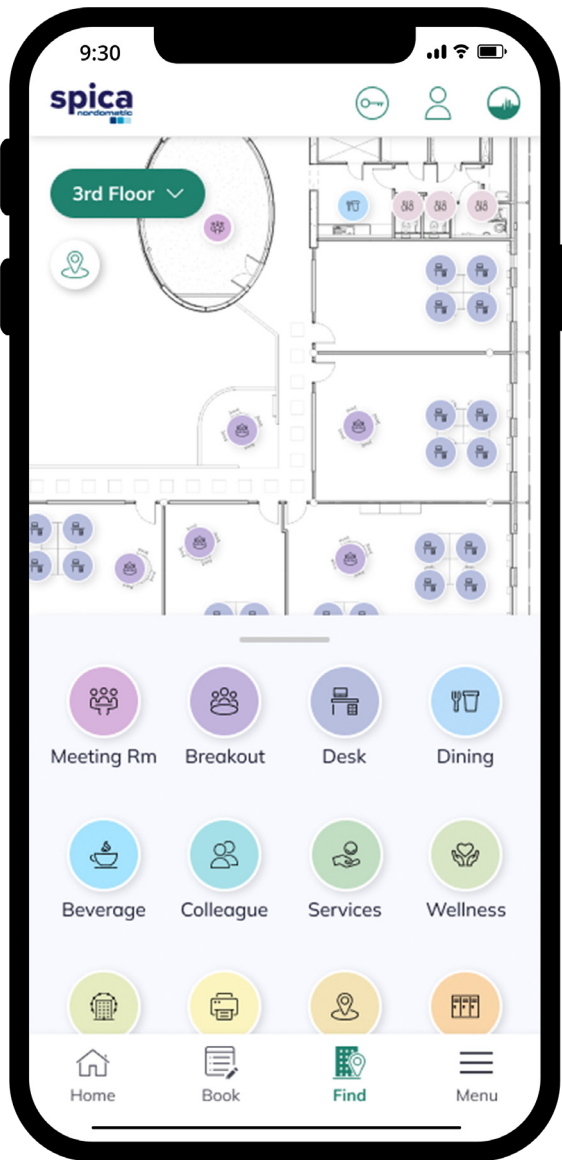 9:30
spica
nordomatic
3rd Floor
Meeting Rm Breakout Desk Dining
Beverage Colleague Services Wellness
Home Book Find Menu